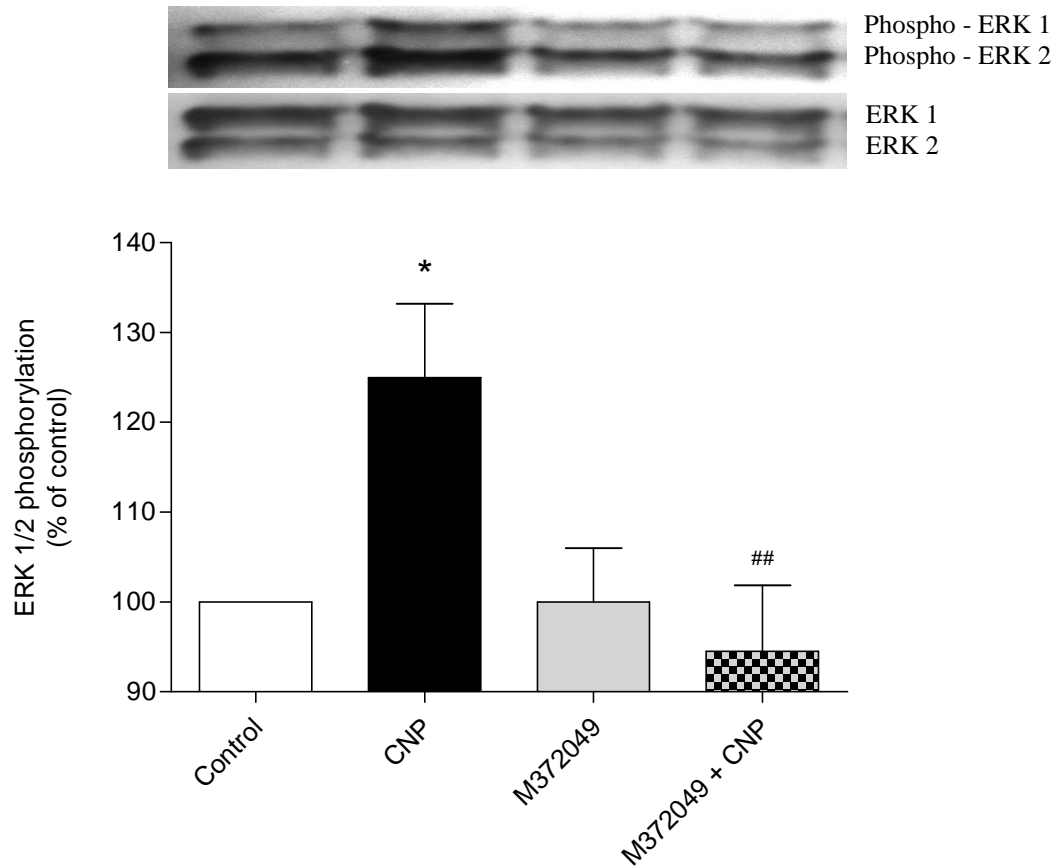 Phospho - ERK 1
Phospho - ERK 2
ERK 1
ERK 2
ERK 1/2 phosphorylation
(% of control)
140
130
120
110
100
90
*
##
Control
CNP
M372049
M372049 + CNP